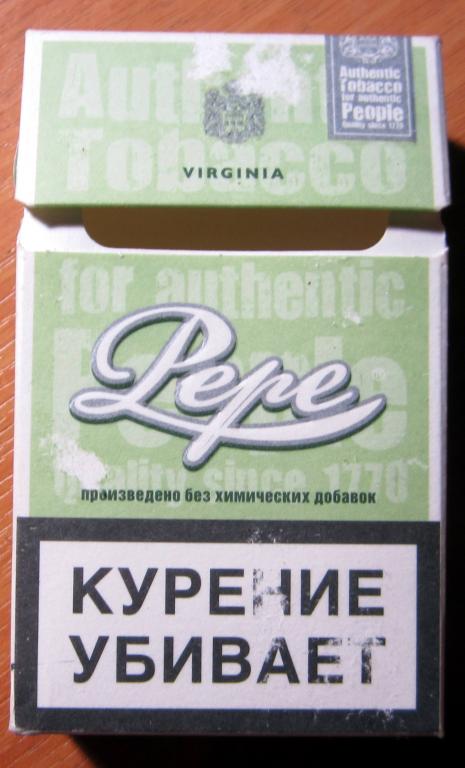 Authentic
Tobacco
VIRGINIA
Authentic
Tobacco
for authentic
People
Quality since 1770
for authentic
People
Pepe
quality since 1770
произведено без химических добавок
КУРЕНИЕ
УБИВАЕТ